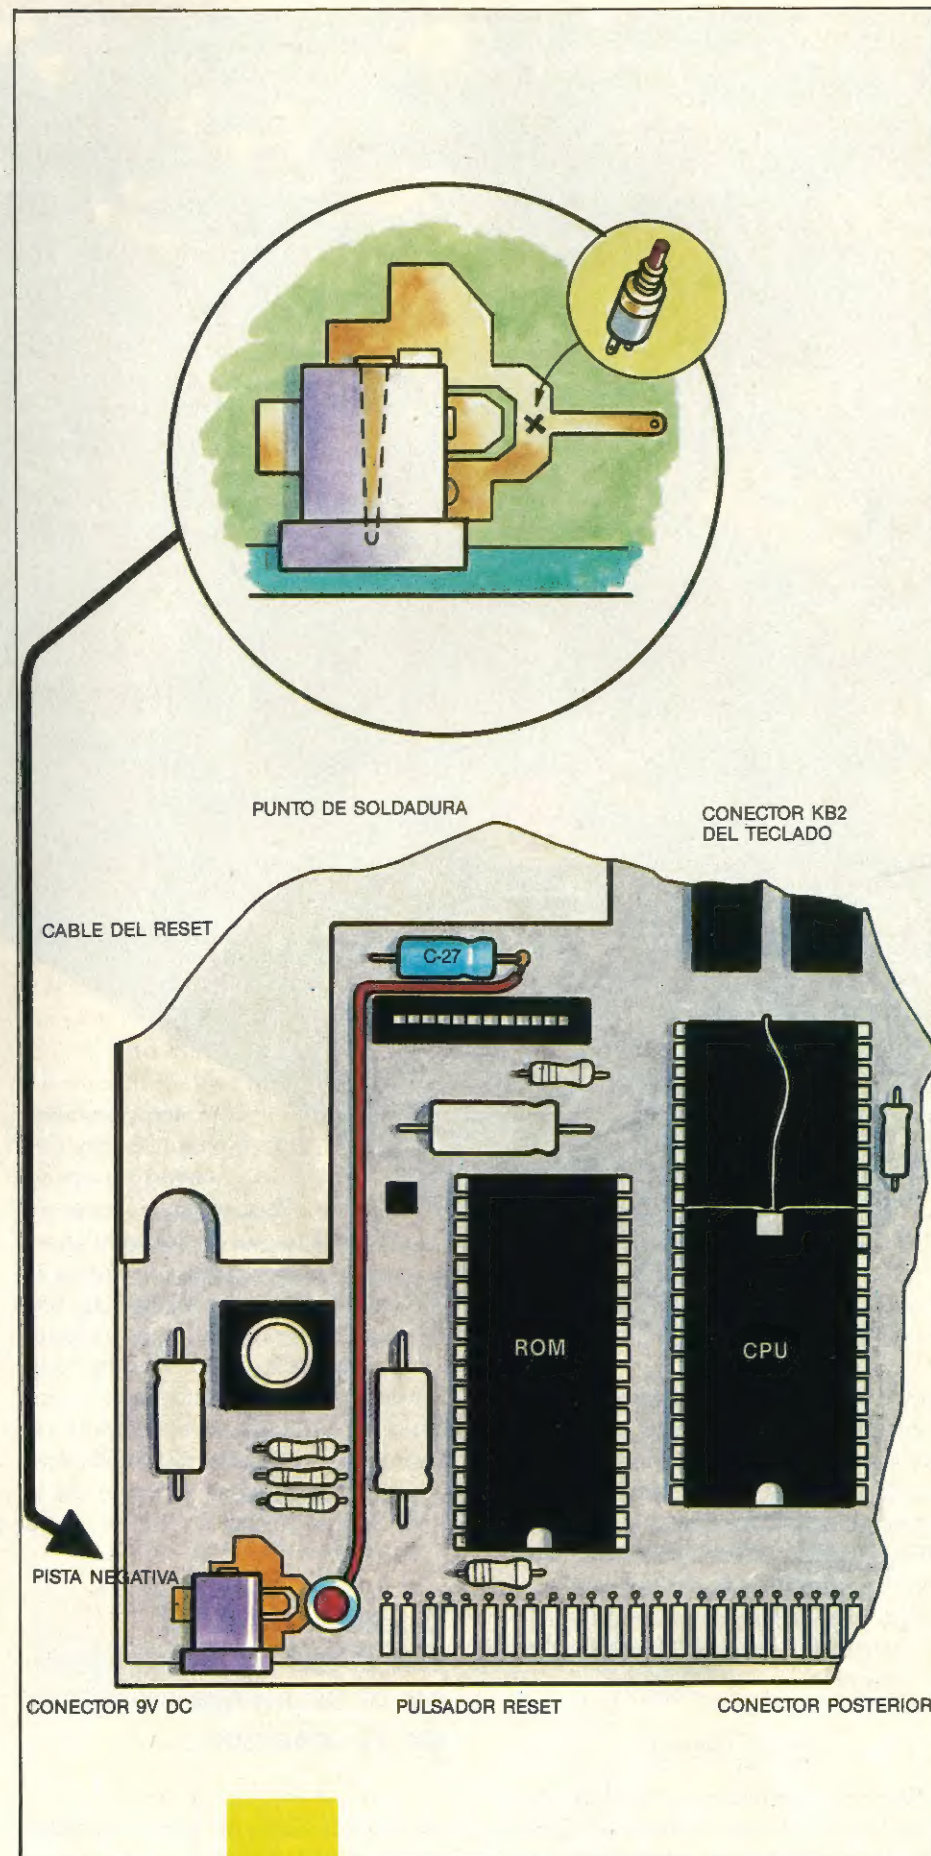 PUNTO DE SOLDADURA
CONECTOR KB2
DEL TECLADO
CABLE DEL RESET
C-27
ROM
CPU
PISTA NEGATIVA
CONECTOR 9V DC
PULSADOR RESET
CONECTOR POSTERIOR